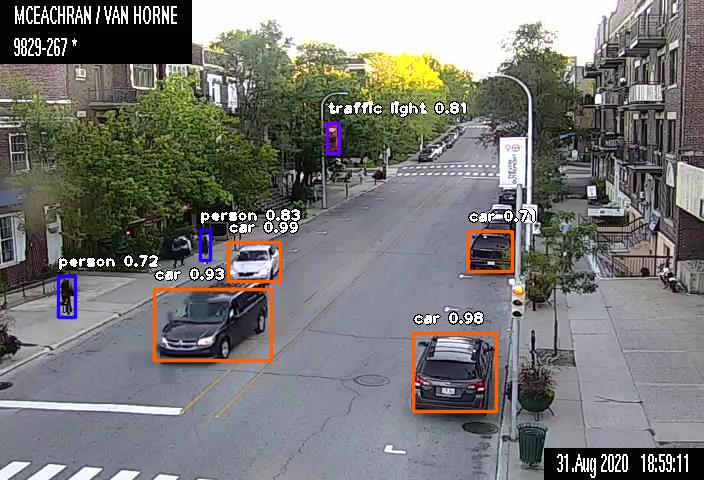 MCEACHRAN / VAN HORNE
9829-267 *
traffic light 0.81
person 0.83
car 0.99
car 0.71
person 0.72
car 0.93
car 0.98
31.Aug 2020 18:59:11